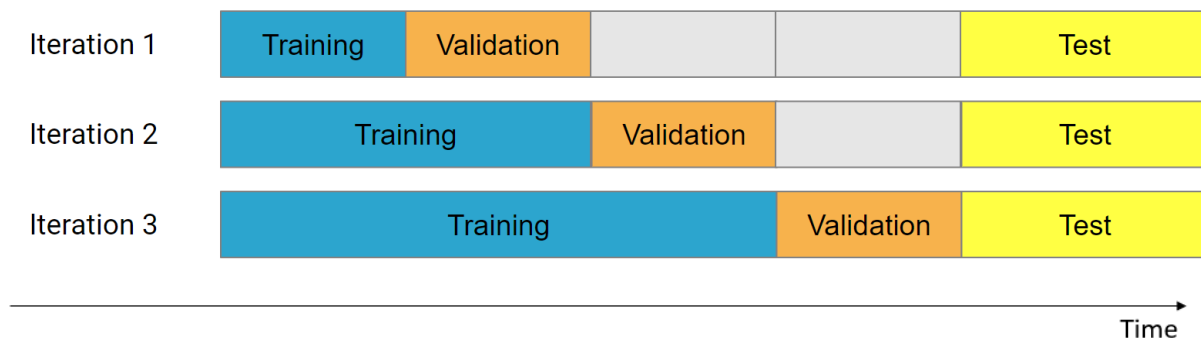 Iteration 1 Training Validation Test
Iteration 2 Training Validation Test
Iteration 3 Training Validation Test
Time